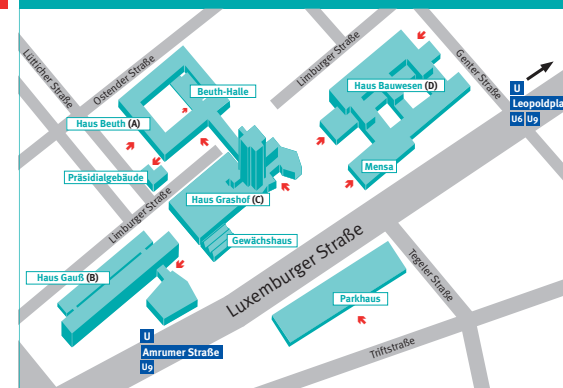 Lütticher Straße
Ostender Straße
Limburger Straße
Genter Straße
Beuth-Halle
Haus Bauwesen (D)
U
Leopoldpla
U6 U9
Haus Beuth (A)
Mensa
Präsidialgebäude
Haus Grashof (C)
Limburger Straße
Gewächshaus
Haus Gauß (B)
Luxemburger Straße
Tegeler Straße
Parkhaus
U
Amrumer Straße
U9
Triftstraße